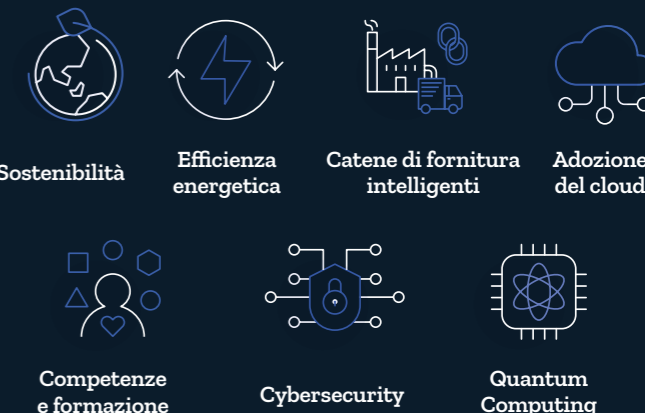 Sostenibilità
Efficienza
energetica
Catene di fornitura
intelligenti
Adozione
del cloud
Competenze
e formazione
Cybersecurity
Quantum
Computing